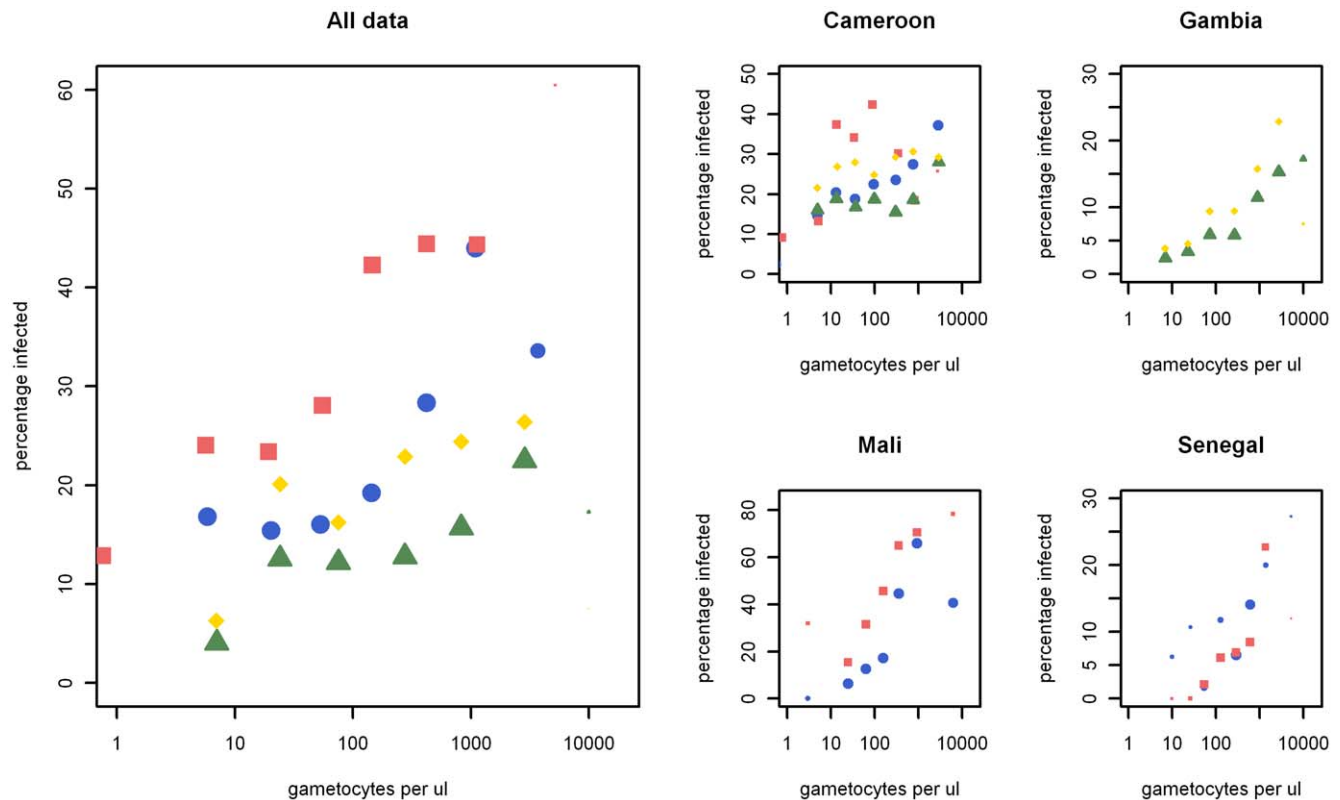 All data
percentage infected
60
50
40
30
20
10
0
1 10 100 1000 10000
gametocytes per ul
Cameroon
percentage infected
50
40
30
20
10
0
1 10 100 10000
gametocytes per ul
Gambia
percentage infected
30
20
10
5
0
1 10 100 10000
gametocytes per ul
Mali
percentage infected
80
60
40
20
0
1 10 100 10000
gametocytes per ul
Senegal
percentage infected
30
20
10
5
0
1 10 100 10000
gametocytes per ul